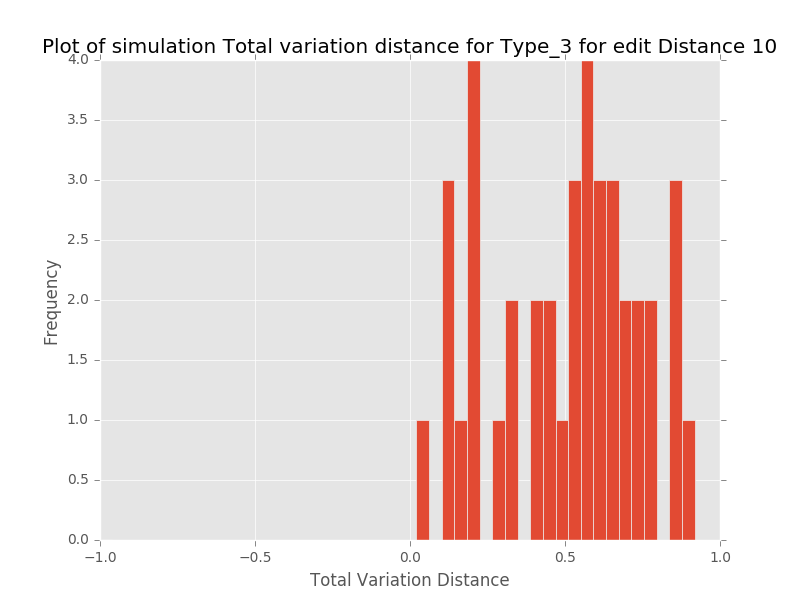 Plot of simulation Total variation distance for Type_3 for edit Distance 10
4.0
3.5
3.0
2.5
2.0
1.5
1.0
0.5
0.0
Frequency
−1.0 −0.5 0.0 0.5 1.0
Total Variation Distance